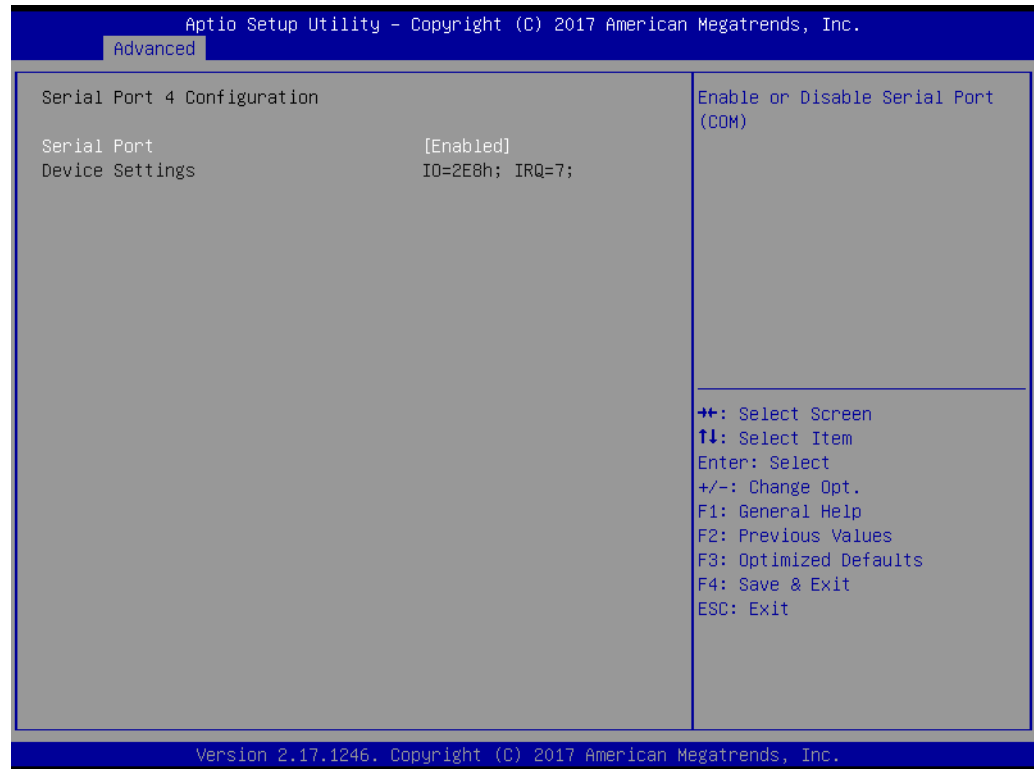 Aptio Setup Utility – Copyright (C) 2017 American Megatrends, Inc.
Advanced
Serial Port 4 Configuration
Serial Port [Enabled]
Device Settings IO=2E8h; IRQ=7;
Enable or Disable Serial Port
(COM)
→←: Select Screen
↑↓: Select Item
Enter: Select
+/-: Change Opt.
F1: General Help
F2: Previous Values
F3: Optimized Defaults
F4: Save & Exit
ESC: Exit
Version 2.17.1246. Copyright (C) 2017 American Megatrends, Inc.